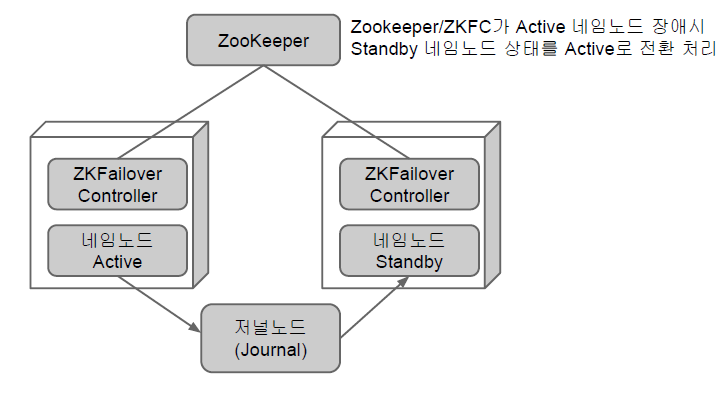 ZooKeeper
Zookeeper/ZKFC가 Active 네임노드 장애시
Standby 네임노드 상태를 Active로 전환 처리
ZKFailover
Controller
네임노드
Active
ZKFailover
Controller
네임노드
Standby
저널노드
(Journal)